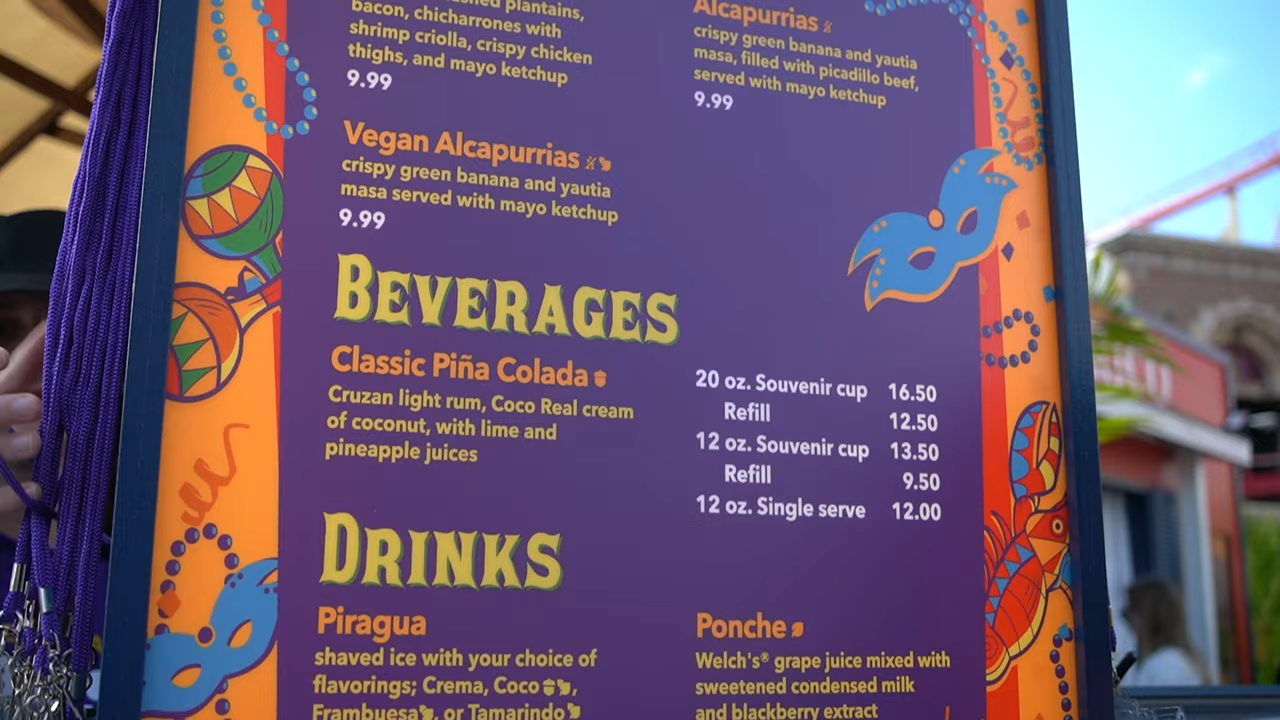 plantains,
bacon, chicharrones with
shrimp criolla, crispy chicken
thighs, and mayo ketchup
9.99
Alcapurrias
crispy green banana and yautia
masa, filled with picadillo beef,
served with mayo ketchup
9.99
Vegan Alcapurrias
crispy green banana and yautia
masa served with mayo ketchup
9.99
BEVERAGES
Classic Piña Colada
Cruzan light rum, Coco Real cream
of coconut, with lime and
pineapple juices
20 oz. Souvenir cup 16.50
Refill 12.50
12 oz. Souvenir cup 13.50
Refill 9.50
12 oz. Single serve 12.00
DRINKS
Piragua
shaved ice with your choice of
flavorings; Crema, Coco,
Frambuesa, or Tamarindo
Ponche
Welch's® grape juice mixed with
sweetened condensed milk
and blackberry extract